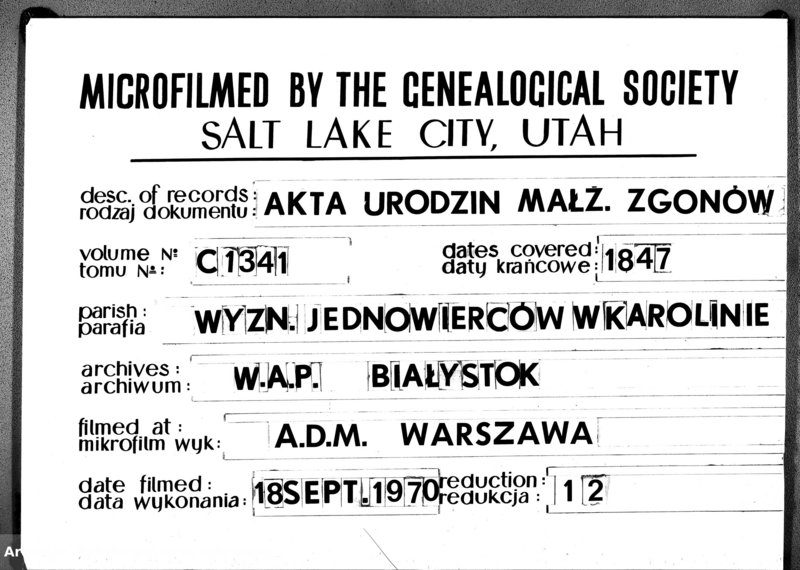 MICROFILMED BY THE GENEALOGICAL SOCIETY
SALT LAKE CITY, UTAH
desc. of records: AKTA URODZIN MAŁŻ. ZGONÓW
rodzaj dokumentu:
volume №: C1341 dates covered: 1847
tomu №: daty krańcowe:
parish: WYZN. JEDNOWIERCÓW W KAROLINIE
parafia
archives: W.A.P. BIAŁYSTOK
archiwum:
filmed at: A.D.M. WARSZAWA
mikrofilm wyk:
date filmed: 18 SEPT. 1970 reduction: 12
data wykonania: redukcja: